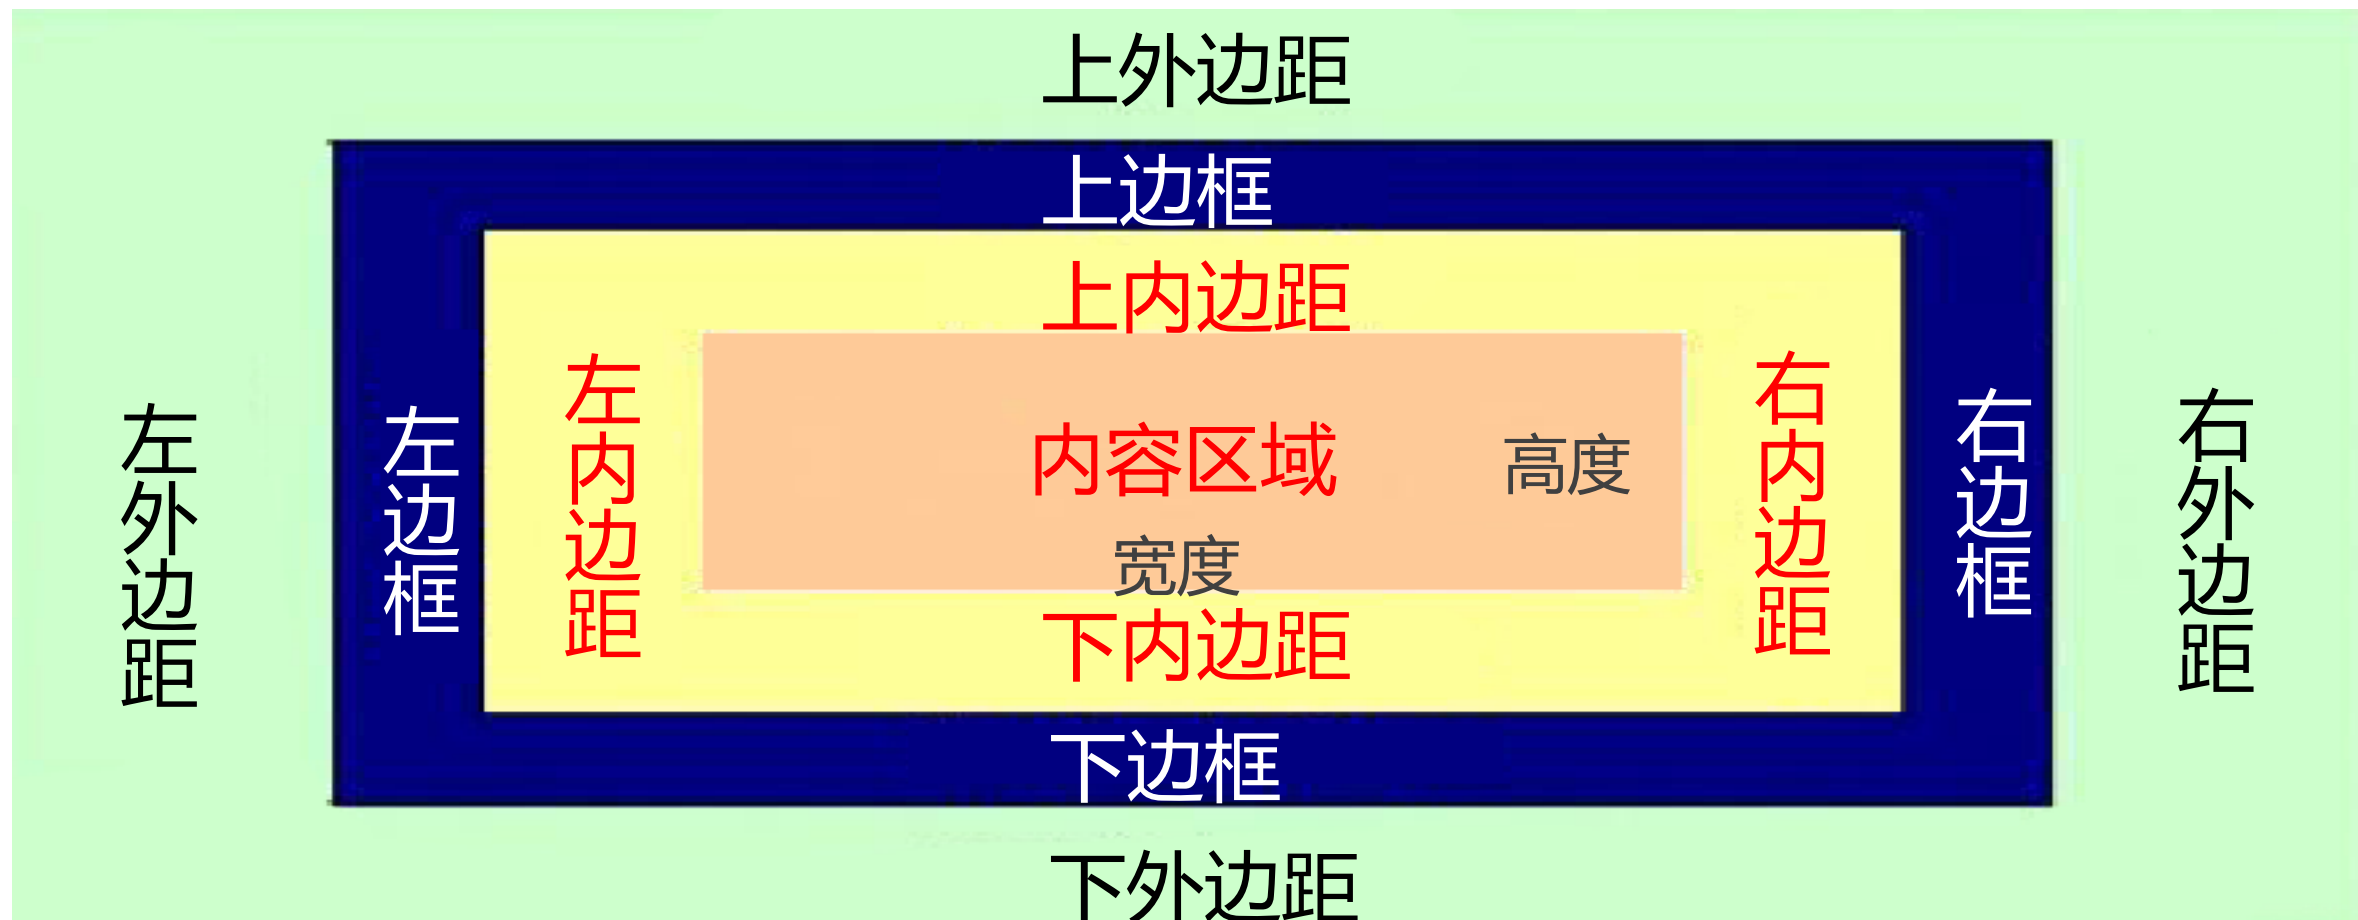 上外边距
上边框
上内边距
左外边距
左边框
左内边距
内容区域
高度
宽度
右内边距
右边框
右外边距
下内边距
下边框
下外边距